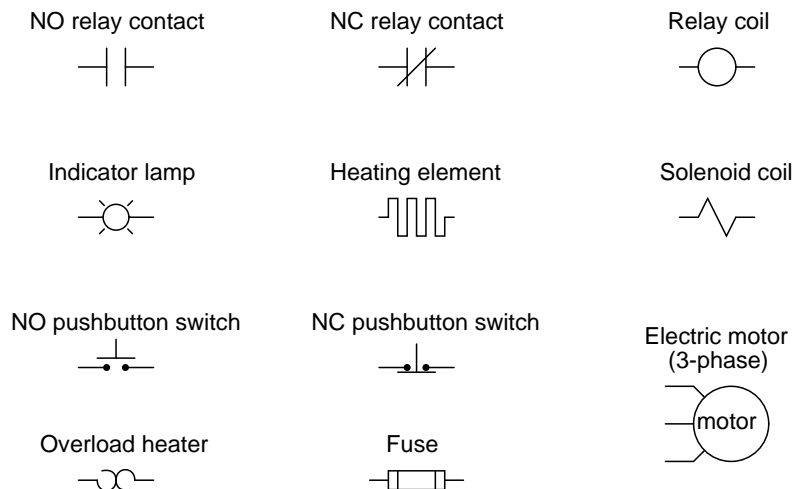 NO relay contact
NC relay contact
Relay coil
Indicator lamp
Heating element
Solenoid coil
NO pushbutton switch
NC pushbutton switch
Electric motor
(3-phase)
motor
Overload heater
Fuse